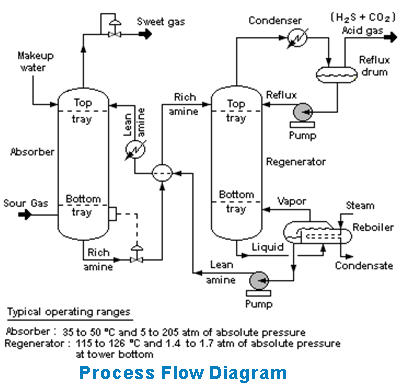 (H2S + CO2)
Sweet gas
Condenser
Acid gas
Makeup
water
Reflux
drum
Rich
amine
Reflux
Top
tray
Lean
amine
Top
tray
Pump
Absorber
Regenerator
Sour Gas
Bottom
tray
Bottom
tray
Vapor
Steam
Reboiler
Rich
amine
Liquid
Lean
amine
Condensate
Pump
Typical operating ranges
Absorber : 35 to 50 °C and 5 to 205 atm of absolute pressure
Regenerator : 115 to 126 °C and 1.4 to 1.7 atm of absolute pressure
at tower bottom
Process Flow Diagram